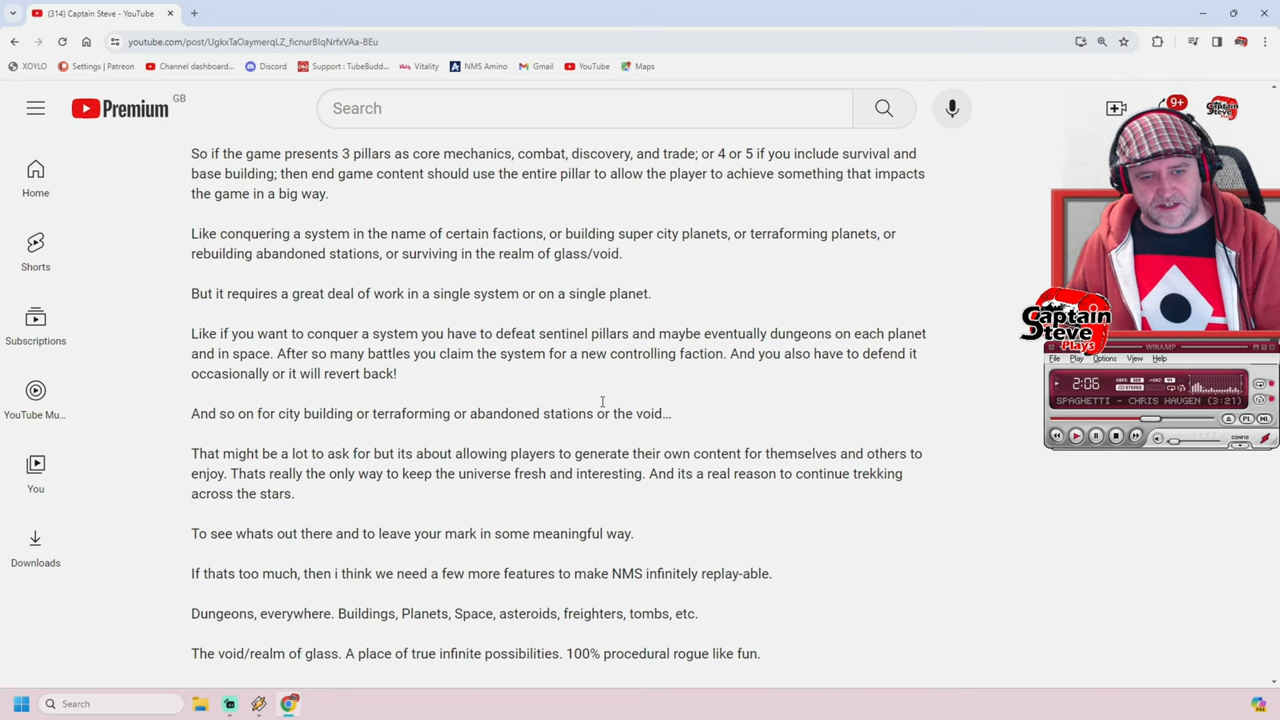 (314) Captain Steve - YouTube
youtube.com/post/UgkxTaOaymerqLZ_ficnurBIqNrfxVAa-BEu
XOYLO
Settings | Patreon
Channel dashboard...
Discord
Support : TubeBudd...
Vitality
NMS Amino
Gmail
YouTube
Maps
Premium
GB
Search
9+
Captain
Steve
Home
Shorts
Subscriptions
YouTube Mu...
You
Downloads
So if the game presents 3 pillars as core mechanics, combat, discovery, and trade; or 4 or 5 if you include survival and
base building; then end game content should use the entire pillar to allow the player to achieve something that impacts
the game in a big way.
Like conquering a system in the name of certain factions, or building super city planets, or terraforming planets, or
rebuilding abandoned stations, or surviving in the realm of glass/void.
But it requires a great deal of work in a single system or on a single planet.
Like if you want to conquer a system you have to defeat sentinel pillars and maybe eventually dungeons on each planet
and in space. After so many battles you claim the system for a new controlling faction. And you also have to defend it
occasionally or it will revert back!
And so on for city building or terraforming or abandoned stations or the void...
That might be a lot to ask for but its about allowing players to generate their own content for themselves and others to
enjoy. Thats really the only way to keep the universe fresh and interesting. And its a real reason to continue trekking
across the stars.
To see whats out there and to leave your mark in some meaningful way.
If thats too much, then i think we need a few more features to make NMS infinitely replay-able.
Dungeons, everywhere. Buildings, Planets, Space, asteroids, freighters, tombs, etc.
The void/realm of glass. A place of true infinite possibilities. 100% procedural rogue like fun.
Captain
Steve
Plays
WINAMP
File Play Options View Help
2:06
SPAGHETTI - CHRIS HAUGEN (3:21)
PL
ML
CONFIG
Search